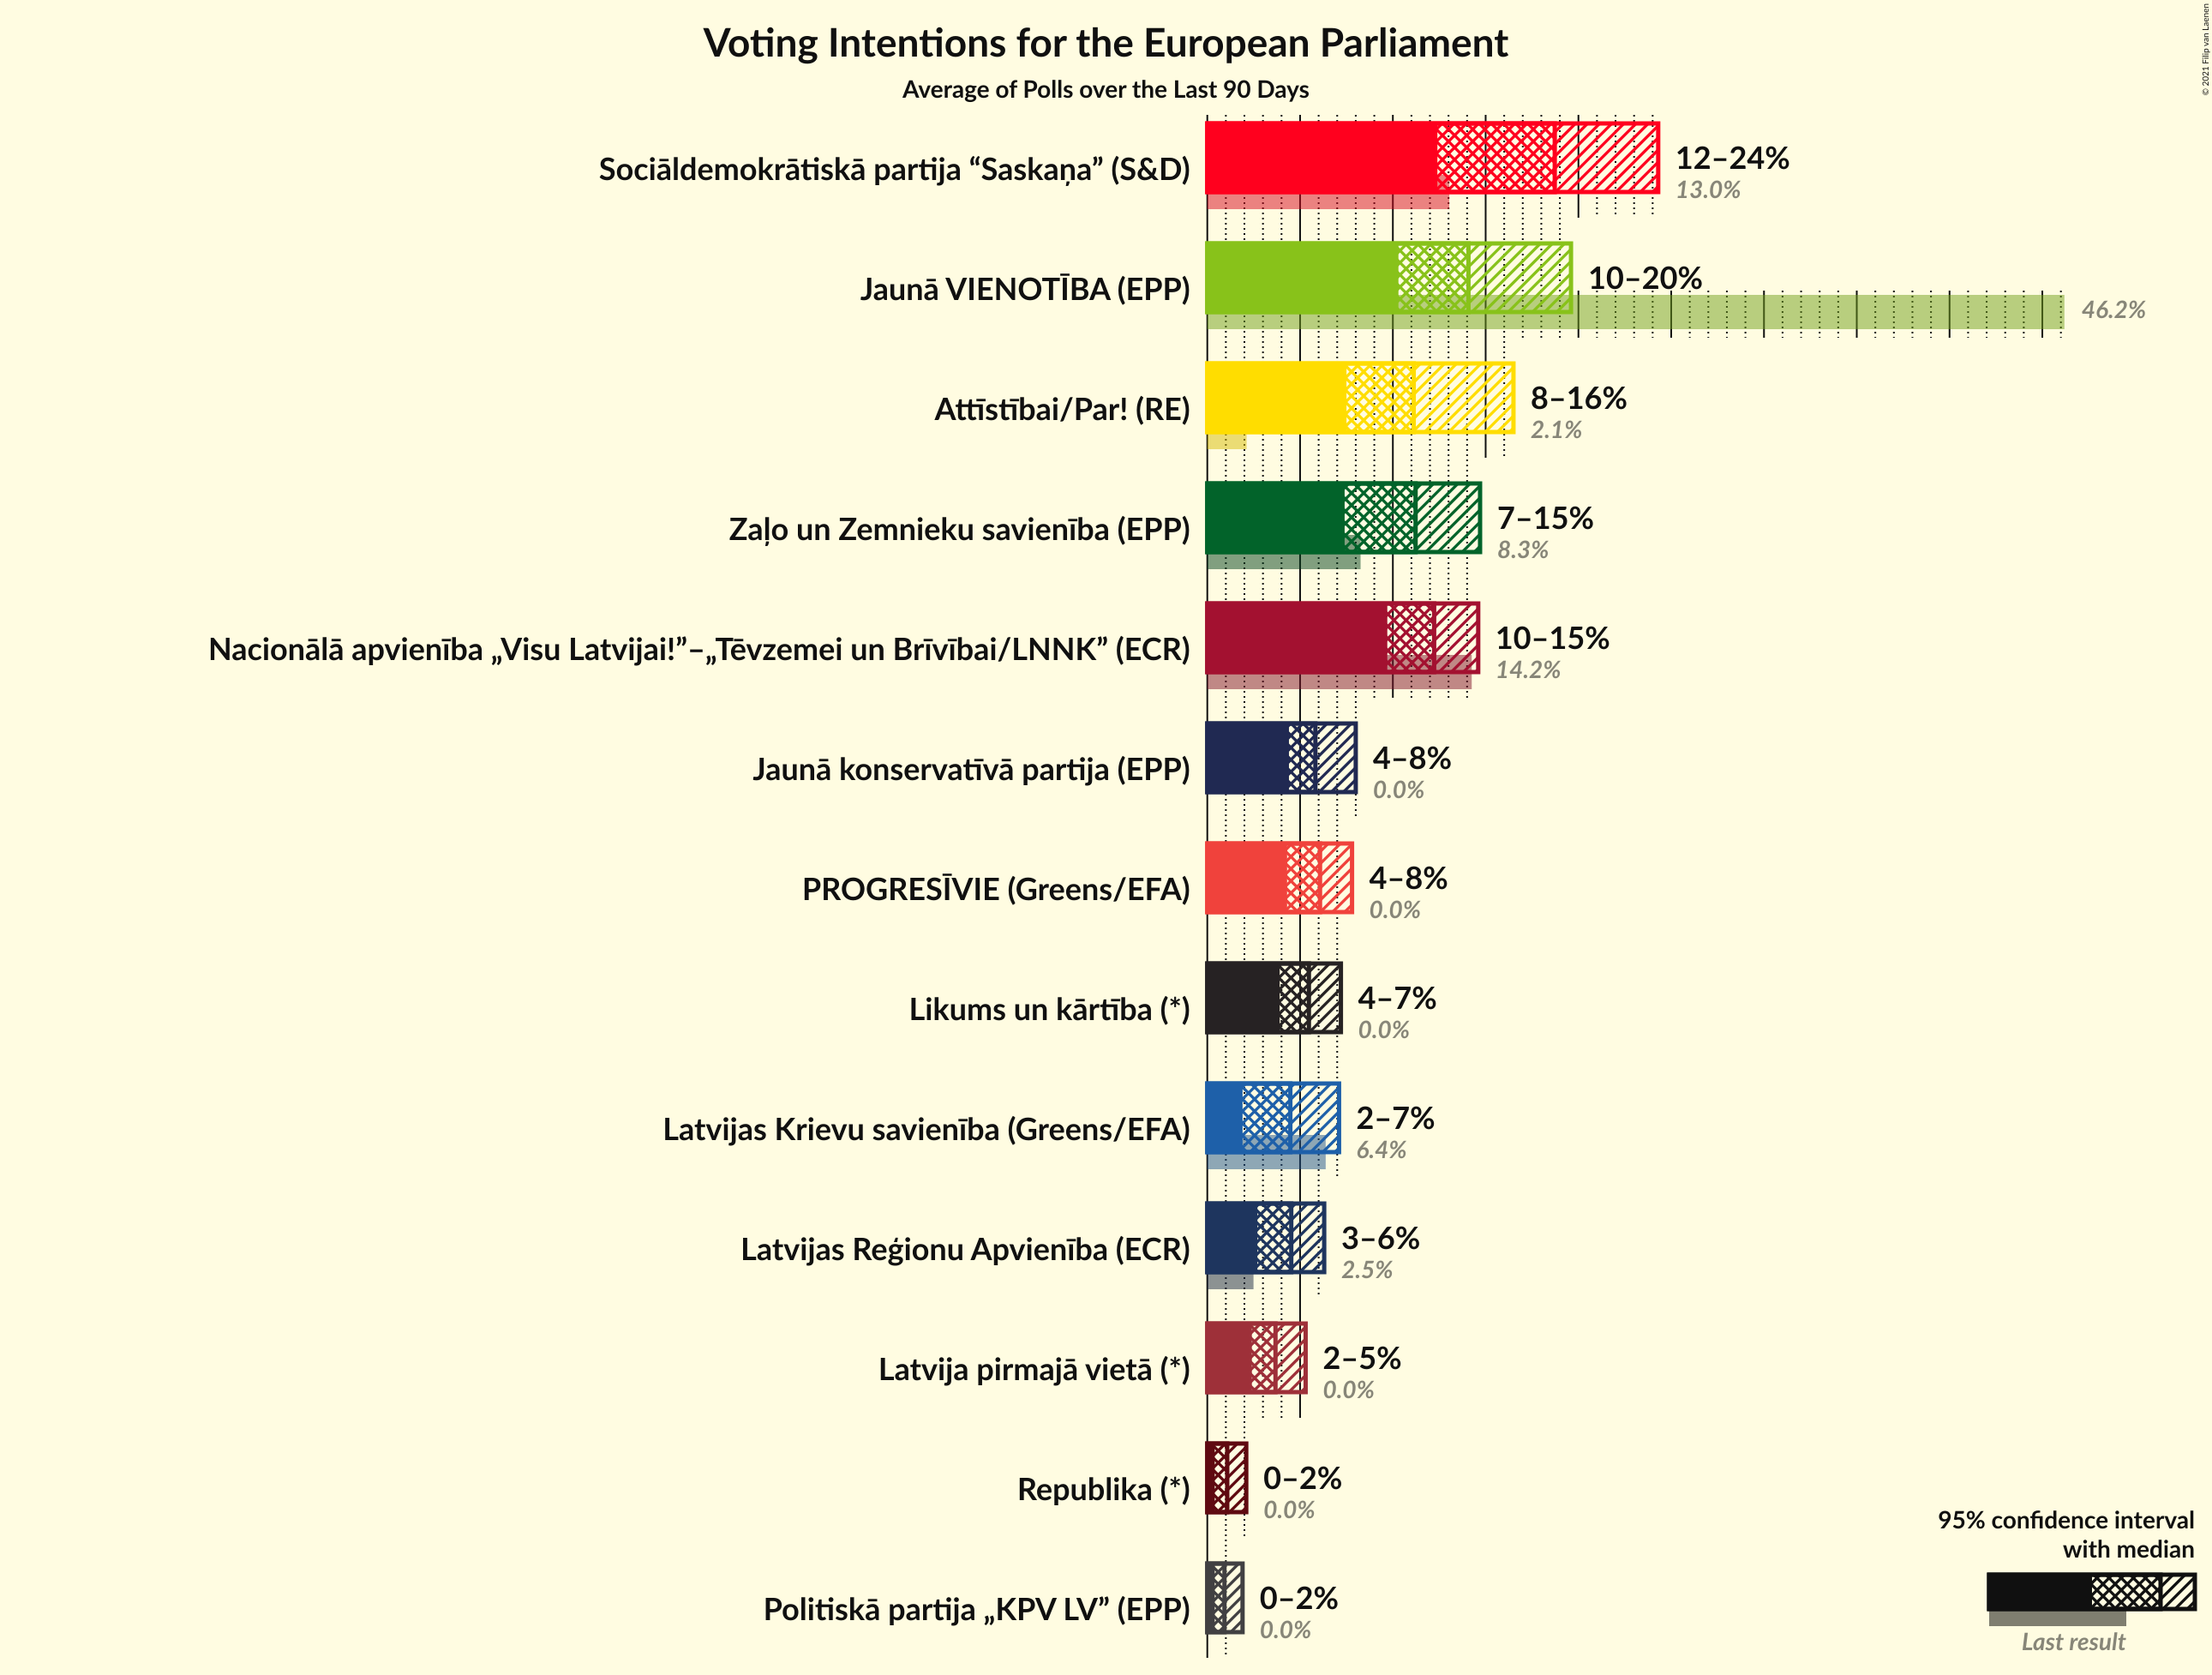 © 2021 Filip van Laenen
Voting Intentions for the European Parliament
Average of Polls over the Last 90 Days
Sociāldemokrātiskā partija “Saskaņa” (S&D)
12–24%
13.0%
Jaunā VIENOTĪBA (EPP)
10–20%
46.2%
Attīstībai/Par! (RE)
8–16%
2.1%
Zaļo un Zemnieku savienība (EPP)
7–15%
8.3%
Nacionālā apvienība „Visu Latvijai!”–„Tēvzemei un Brīvībai/LNNK” (ECR)
10–15%
14.2%
Jaunā konservatīvā partija (EPP)
4–8%
0.0%
PROGRESĪVIE (Greens/EFA)
4–8%
0.0%
Likums un kārtība (*)
4–7%
0.0%
Latvijas Krievu savienība (Greens/EFA)
2–7%
6.4%
Latvijas Reģionu Apvienība (ECR)
3–6%
2.5%
Latvija pirmajā vietā (*)
2–5%
0.0%
Republika (*)
0–2%
0.0%
Politiskā partija „KPV LV” (EPP)
0–2%
0.0%
95% confidence interval
with median
Last result